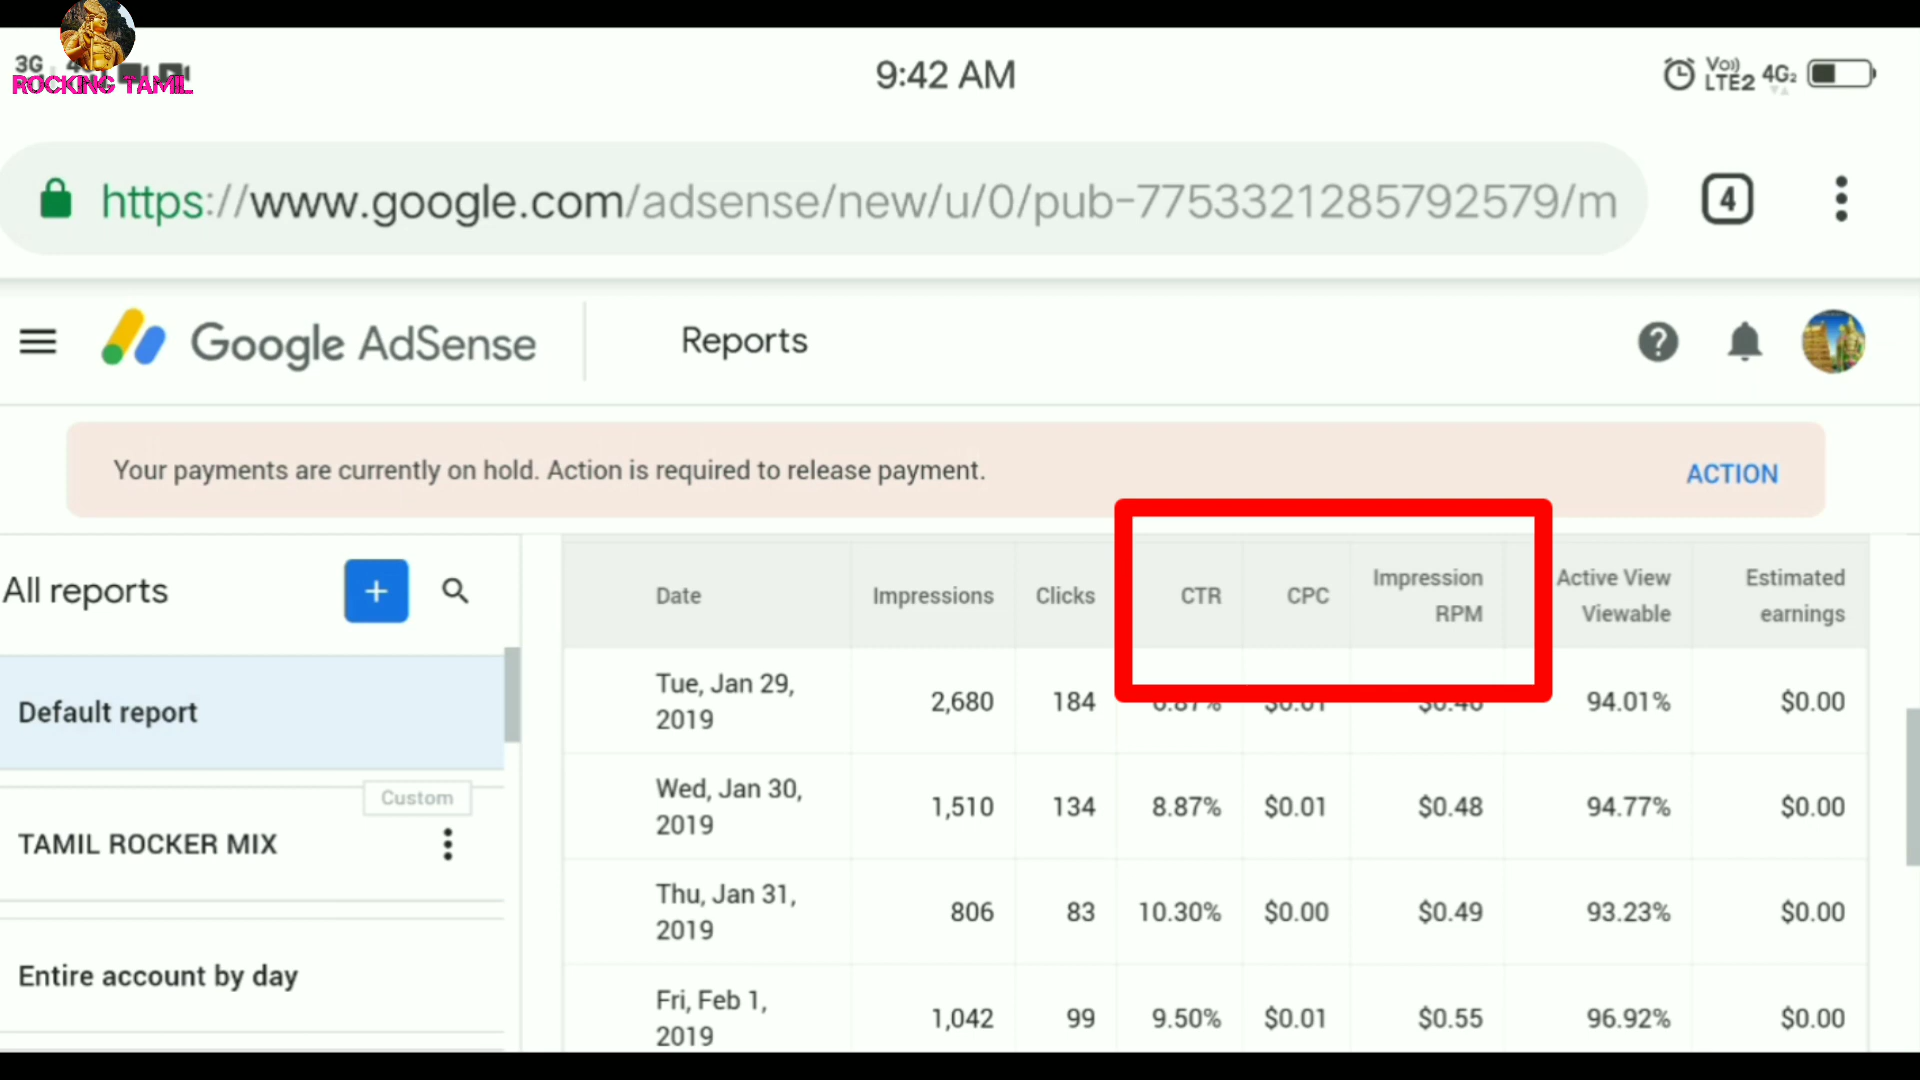 3G
ROCKING TAMIL
9:42 AM
Vo)) LTE2 4G2
https://www.google.com/adsense/new/u/0/pub-7753321285792579/m
4
Google AdSense
Reports
Your payments are currently on hold. Action is required to release payment.
ACTION
All reports
+
Default report
Custom
TAMIL ROCKER MIX
Entire account by day
Date Impressions Clicks CTR CPC Impression RPM Active View Viewable Estimated earnings
Tue, Jan 29, 2019 2,680 184 94.01% $0.00
Wed, Jan 30, 2019 1,510 134 8.87% $0.01 $0.48 94.77% $0.00
Thu, Jan 31, 2019 806 83 10.30% $0.00 $0.49 93.23% $0.00
Fri, Feb 1, 2019 1,042 99 9.50% $0.01 $0.55 96.92% $0.00